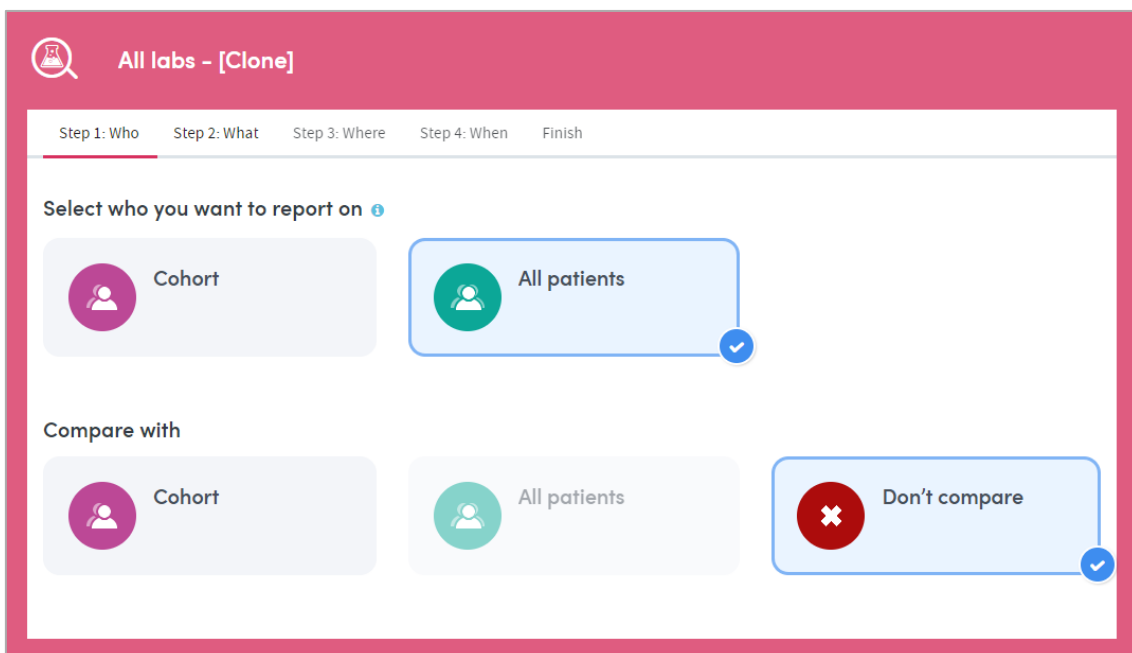 All labs - [Clone]
Step 1: Who Step 2: What Step 3: Where Step 4: When Finish
Select who you want to report on
Cohort All patients
Compare with
Cohort All patients Don't compare